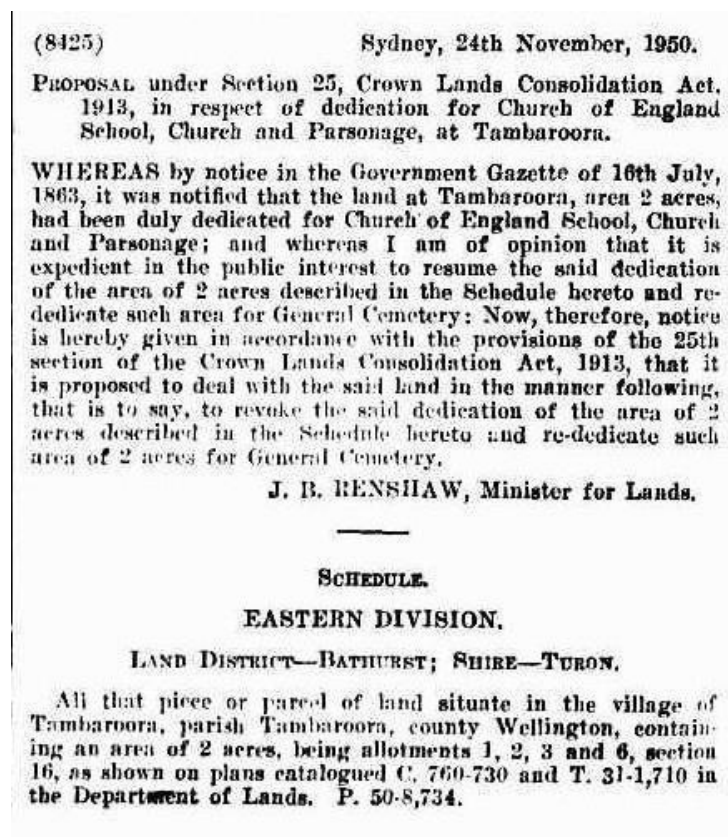 (8425) Sydney, 24th November, 1950.
PROPOSAL under Section 25, Crown Lands Consolidation Act,
1913, in respect of dedication for Church of England
School, Church and Parsonage, at Tambaroora.
WHEREAS by notice in the Government Gazette of 16th July,
1863, it was notified that the land at Tambaroora, area 2 acres,
had been duly dedicated for Church of England School, Church
and Parsonage; and whereas I am of opinion that it is
expedient in the public interest to resume the said dedication
of the area of 2 acres described in the Schedule hereto and re-
dedicate such area for General Cemetery: Now, therefore, notice
is hereby given in accordance with the provisions of the 25th
section of the Crown Lands Consolidation Act, 1913, that it
is proposed to deal with the said land in the manner following,
that is to say, to revoke the said dedication of the area of 2
acres described in the Schedule hereto and re-dedicate such
area of 2 acres for General Cemetery.
J. B. RENSHAW, Minister for Lands.
SCHEDULE.
EASTERN DIVISION.
LAND DISTRICT—BATHURST; SHIRE—TURON.
All that piece or parcel of land situate in the village of
Tambaroora, parish Tambaroora, county Wellington, contain-
ing an area of 2 acres, being allotments 1, 2, 3 and 6, section
16, as shown on plans catalogued C. 760-730 and T. 31-1,710 in
the Department of Lands. P. 50-8,734.